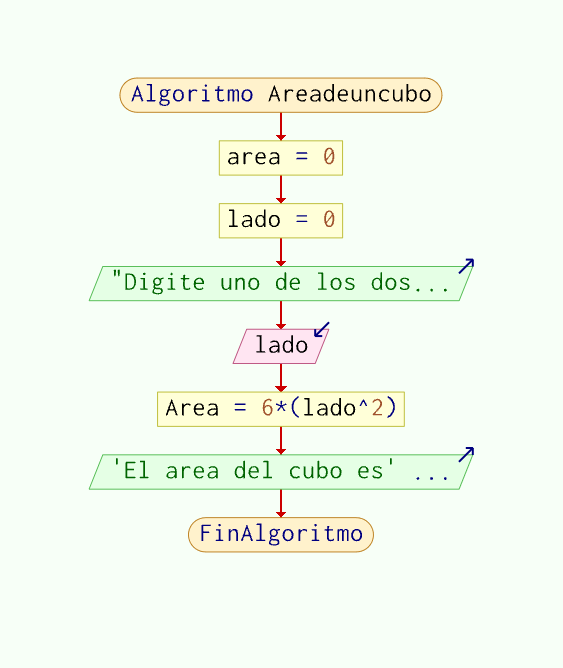 Algoritmo Areadeuncubo
area = 0
lado = 0
"Digite uno de los dos...
lado
Area = 6*(lado^2)
'El area del cubo es' ...
FinAlgoritmo